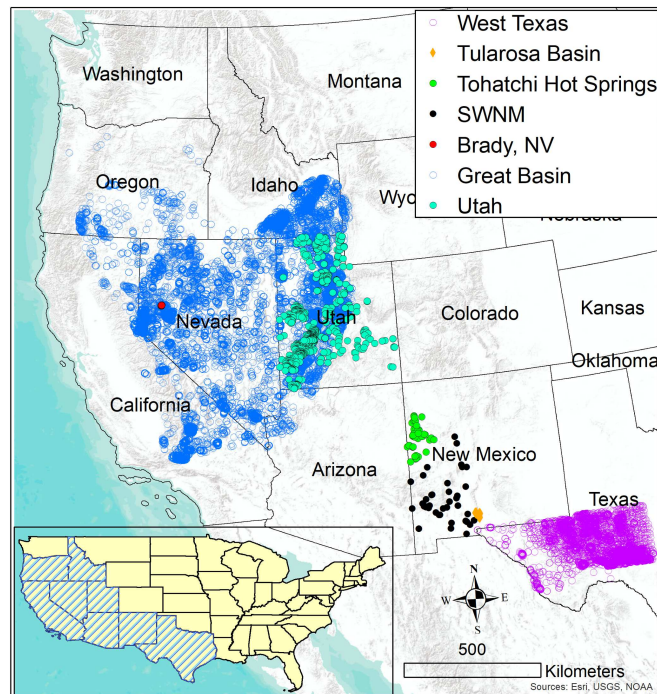 Washington
Montana
Oregon
Idaho
Wyo
Nebraska
West Texas
Tularosa Basin
Tohatchi Hot Springs
SWNM
Brady, NV
Great Basin
Utah
Nevada
Utah
Colorado
Kansas
Oklahoma
California
Arizona
New Mexico
Texas
N
W
E
S
500
Kilometers
Sources: Esri, USGS, NOAA